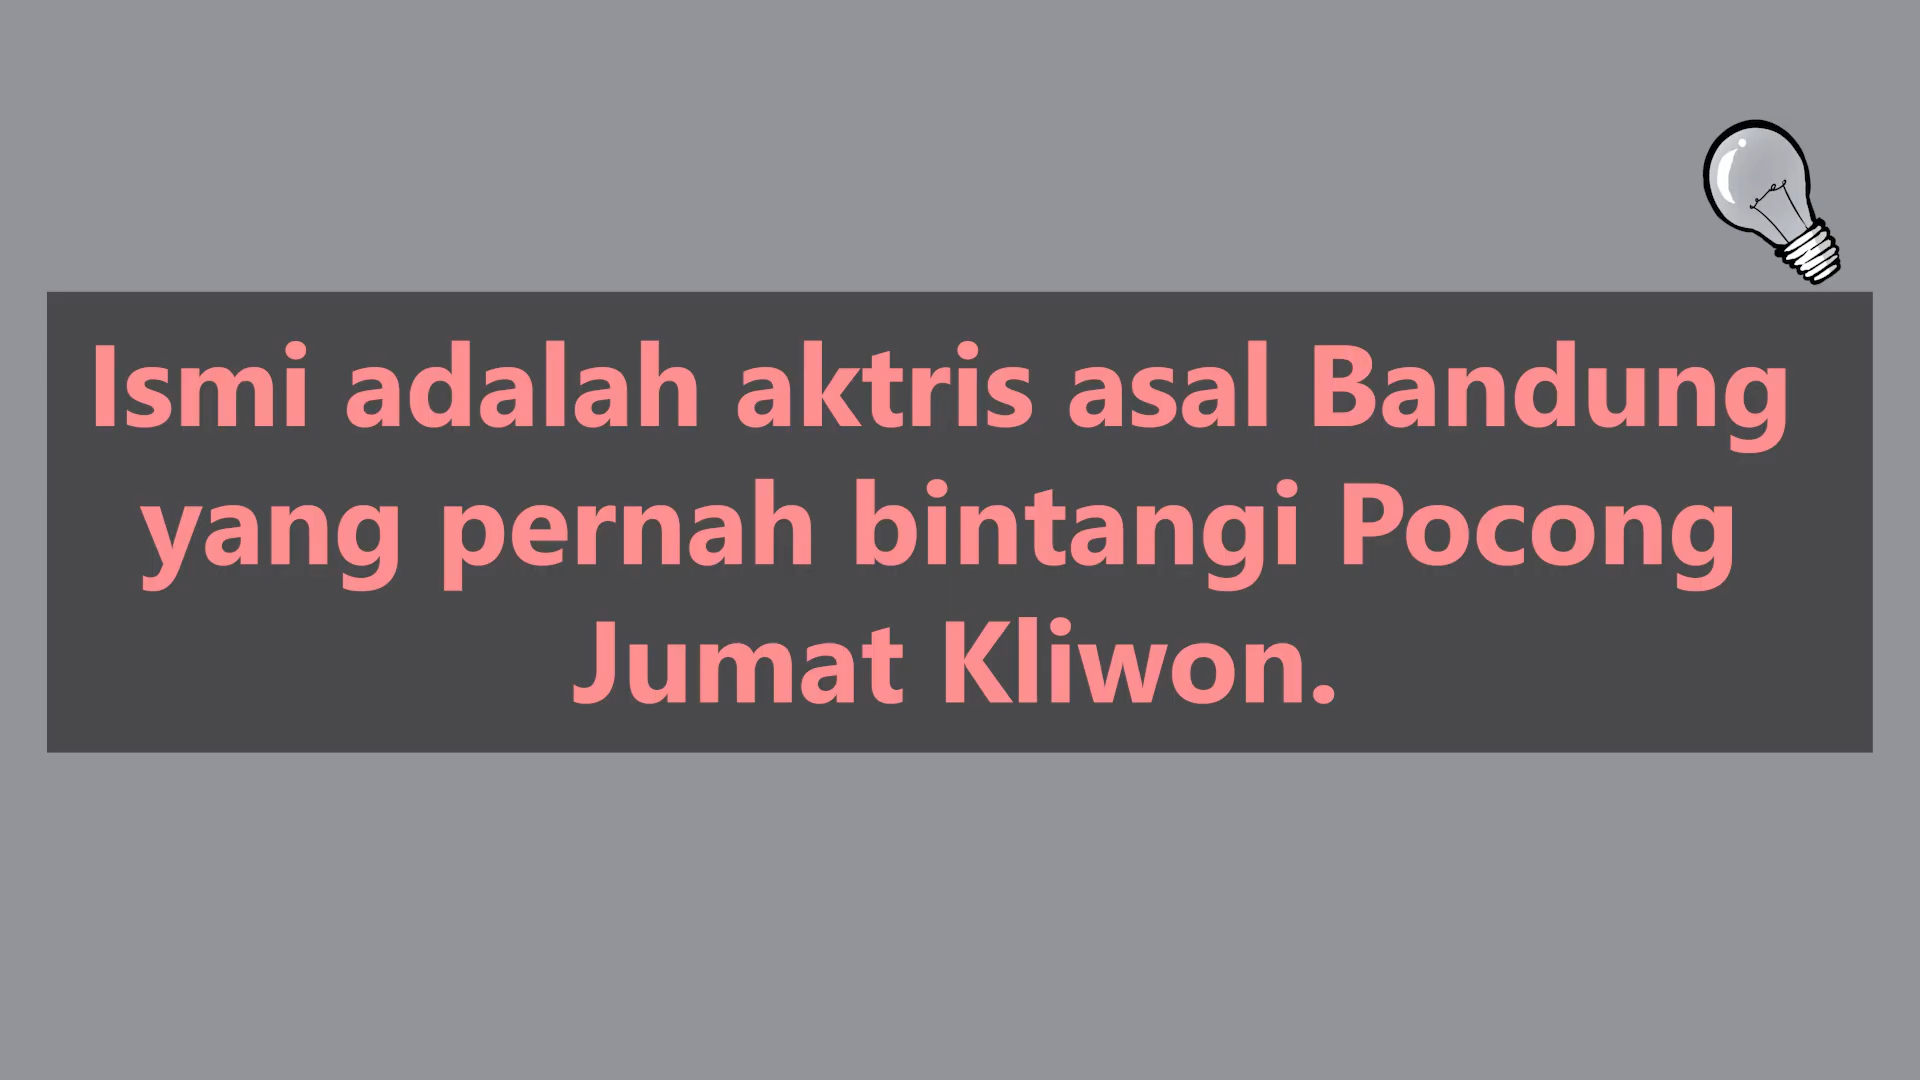 Ismi adalah aktris asal Bandung
yang pernah bintangi Pocong
Jumat Kliwon.